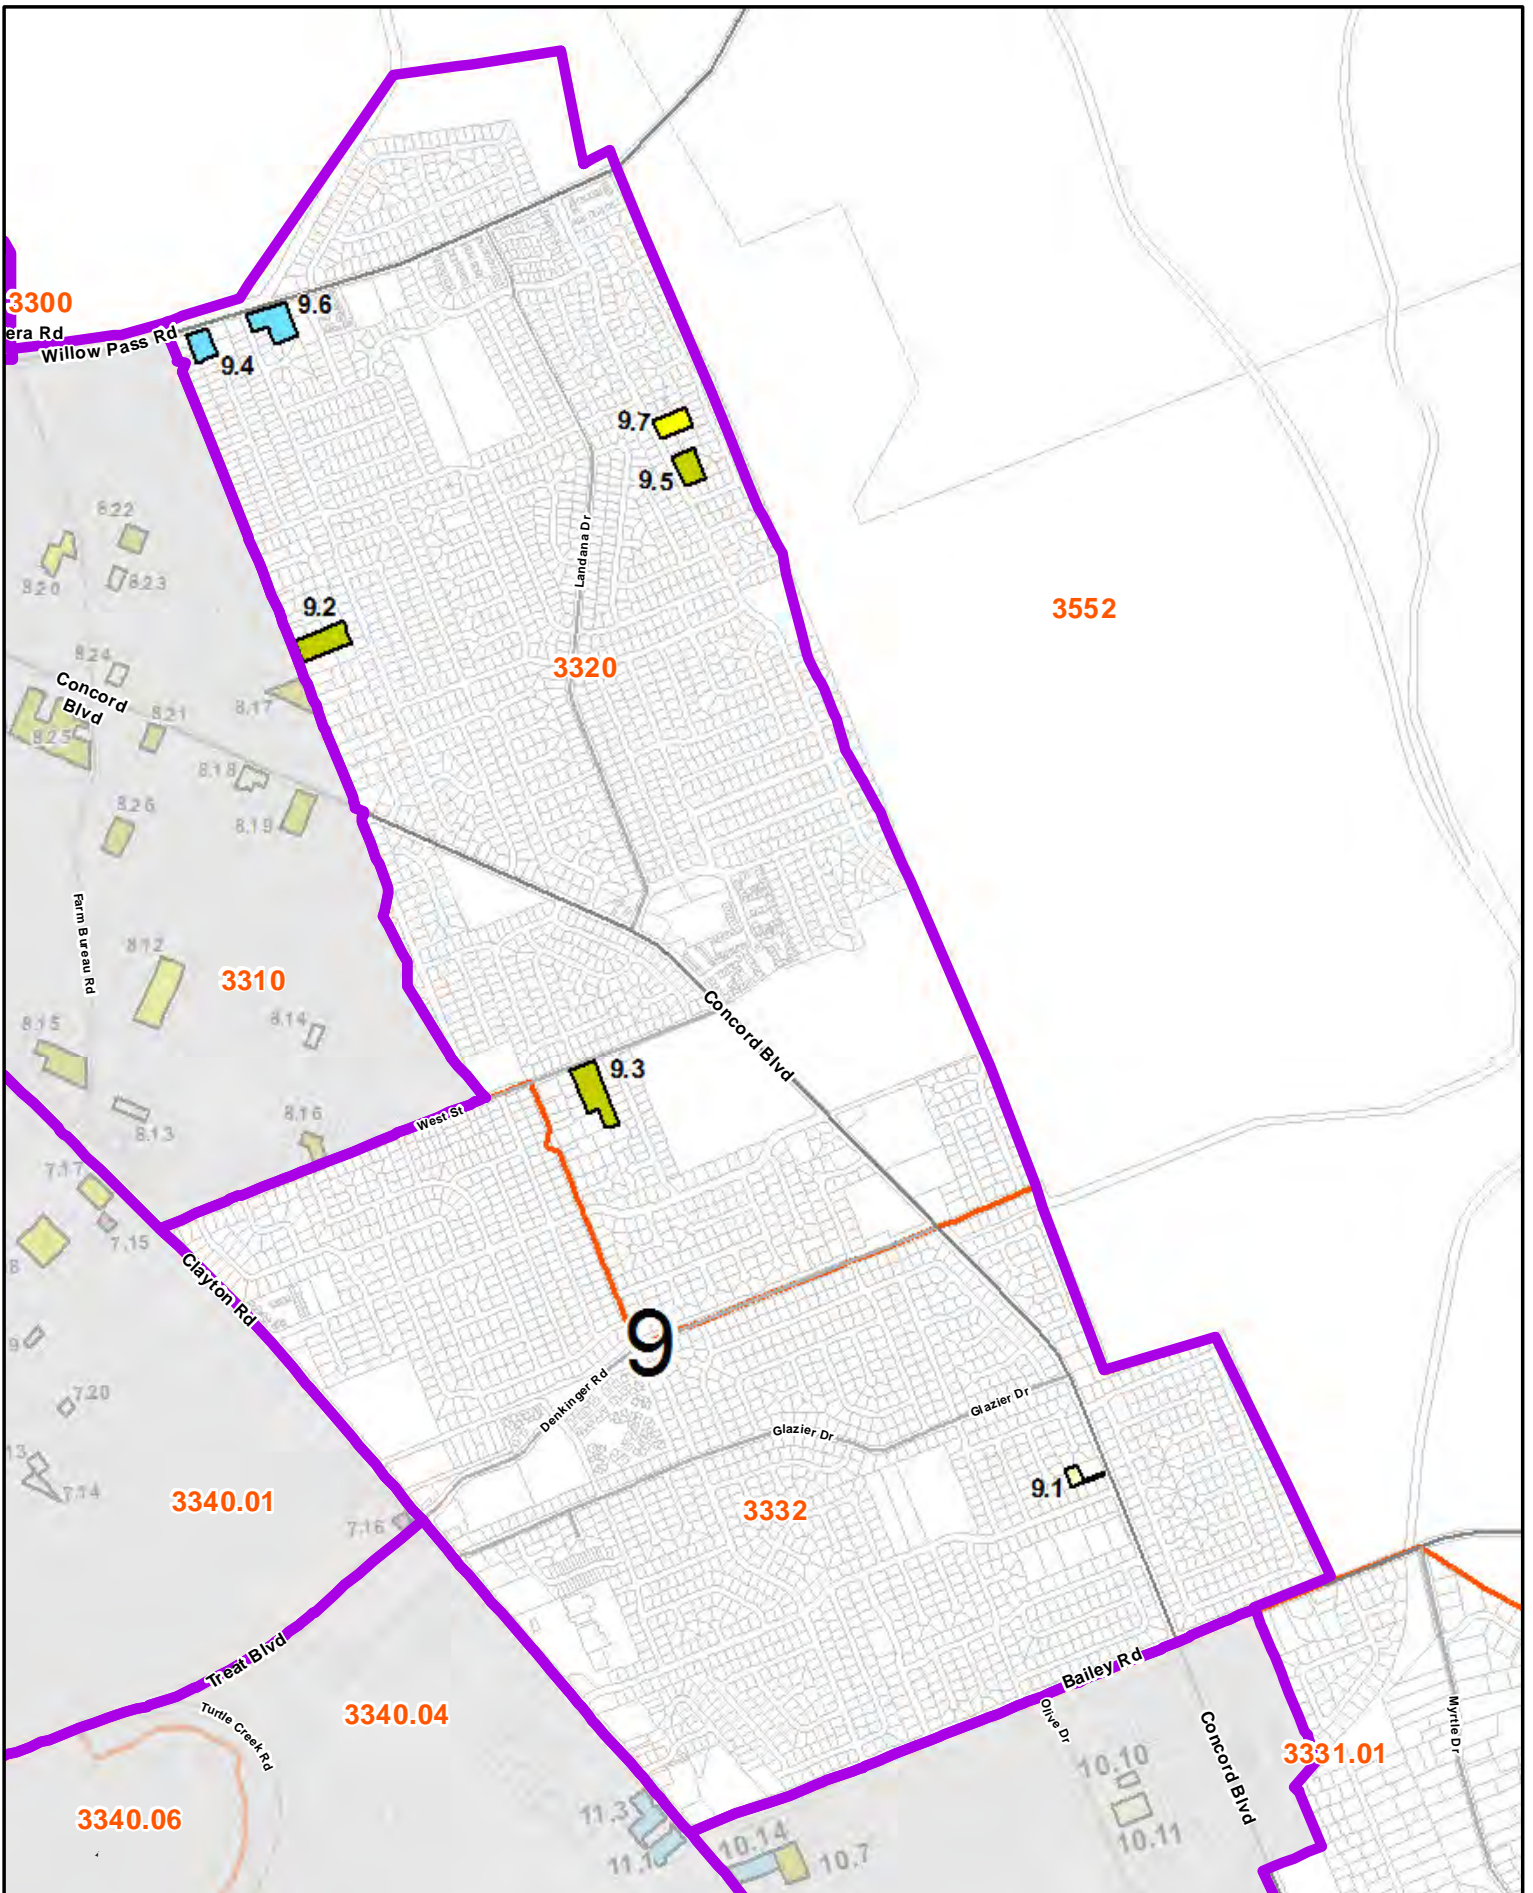 9.6
3300
era Rd
Willow Pass Rd
9.4
9.7
9.5
8.22
8.20
8.23
Landana Dr
9.2
3552
8.24
3320
Concord
Blvd
8.17
8.21
8.25
8.18
8.26
8.19
Farm Bureau Rd
8.12
3310
Concord Blvd
8.14
8.15
9.3
8.13
8.16
West St
7.17
7.15
8
Clayton Rd
9
9
7.20
Denkinger Rd
Glazier Dr
Glazier Dr
13
7.14
9.1
3340.01
3332
7.16
Treat Blvd
Bailey Rd
Turtle Creek Rd
3340.04
Olive Dr
Concord Blvd
Myrtle Dr
3331.01
10.10
3340.06
11.3
10.11
10.14
10.7